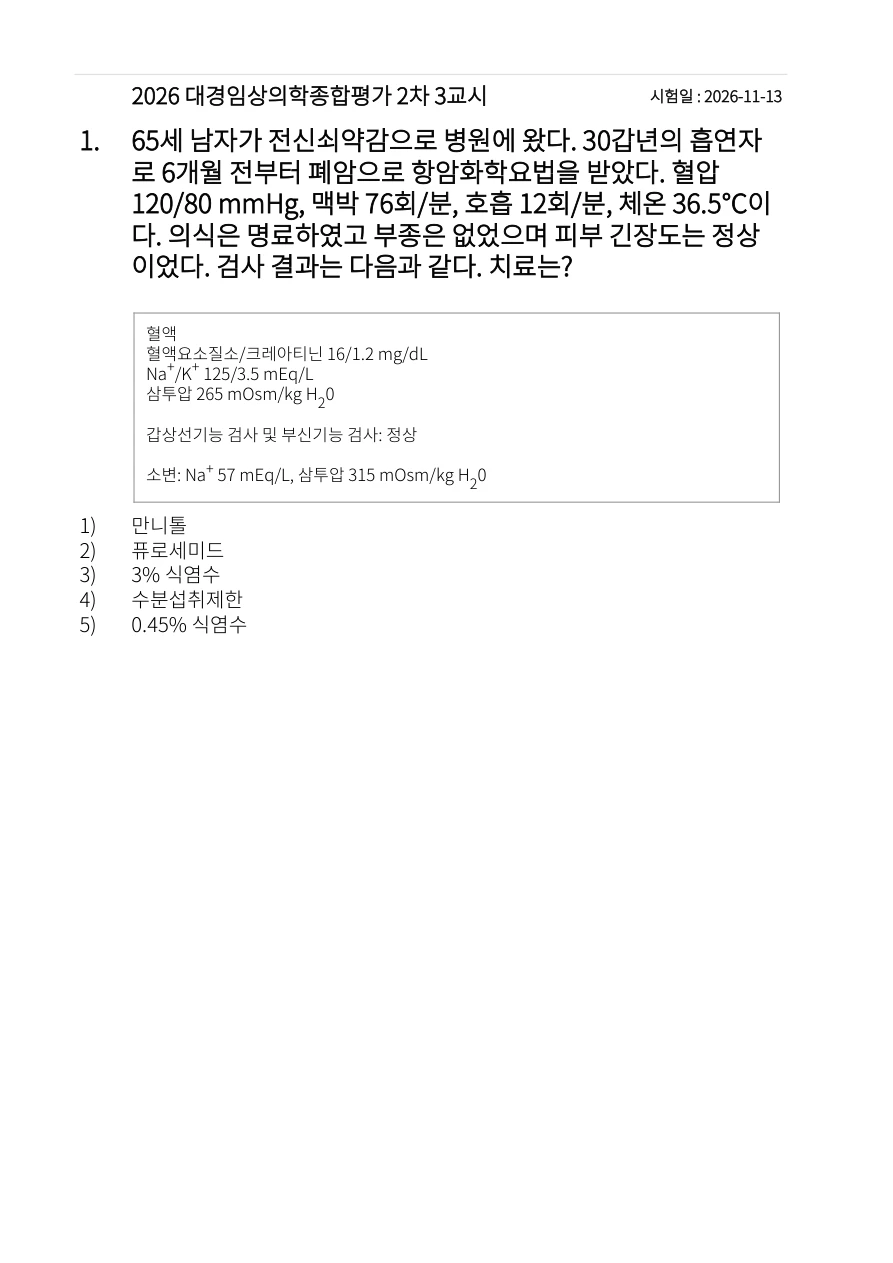 2026 대경임상의학종합평가 2차 3교시
시험일 : 2026-11-13
1. 65세 남자가 전신쇠약감으로 병원에 왔다. 30갑년의 흡연자
로 6개월 전부터 폐암으로 항암화학요법을 받았다. 혈압
120/80 mmHg, 맥박 76회/분, 호흡 12회/분, 체온 36.5℃이
다. 의식은 명료하였고 부종은 없었으며 피부 긴장도는 정상
이었다. 검사 결과는 다음과 같다. 치료는?
혈액
혈액요소질소/크레아티닌 16/1.2 mg/dL
Na⁺/K⁺ 125/3.5 mEq/L
삼투압 265 mOsm/kg H₂0
갑상선기능 검사 및 부신기능 검사: 정상
소변: Na⁺ 57 mEq/L, 삼투압 315 mOsm/kg H₂0
1) 만니톨
2) 퓨로세미드
3) 3% 식염수
4) 수분섭취제한
5) 0.45% 식염수